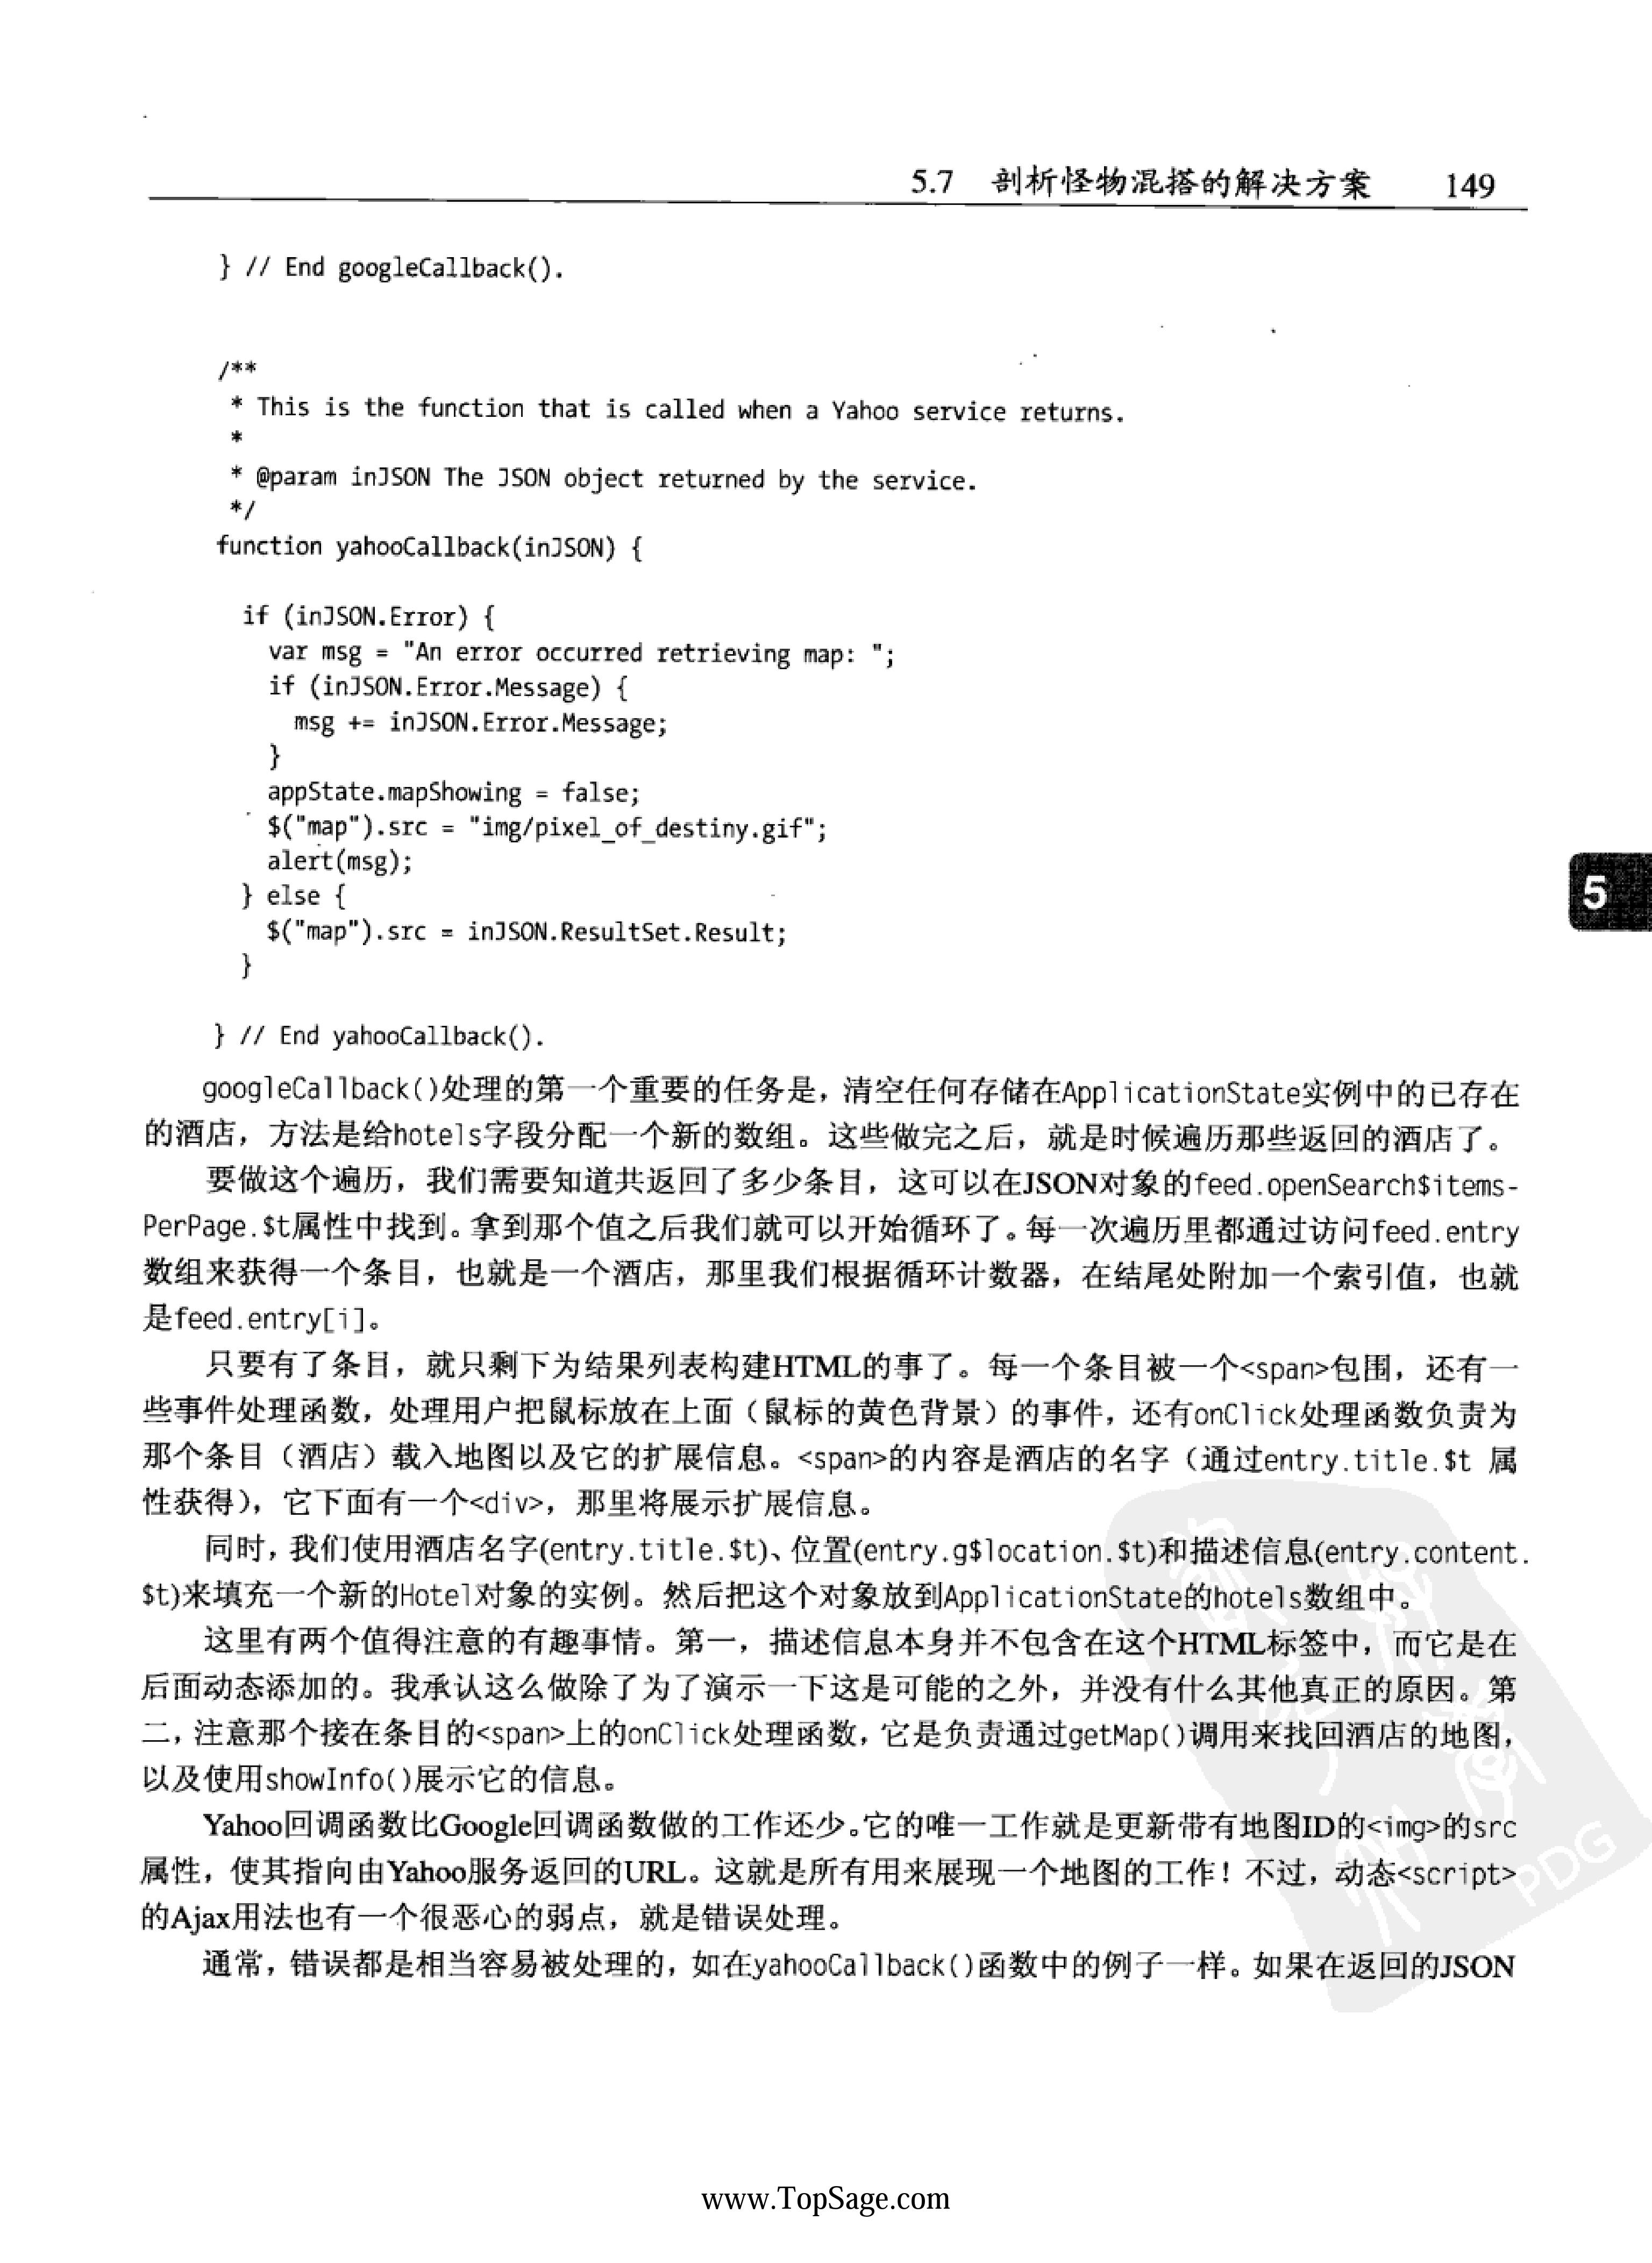 5.7 剖析怪物混搭的解决方案 149
} // End googleCallback().
/**
* This is the function that is called when a Yahoo service returns.
*
* @param inJSON The JSON object returned by the service.
*/
function yahooCallback(inJSON) {
if (inJSON.Error) {
var msg = "An error occurred retrieving map: ";
if (inJSON.Error.Message) {
msg += inJSON.Error.Message;
}
appState.mapShowing = false;
$("map").src = "img/pixel_of_destiny.gif";
alert(msg);
} else {
$("map").src = inJSON.ResultSet.Result;
}
} // End yahooCallback().
5
googleCallback()处理的第一个重要的任务是，清空任何存储在ApplicationState实例中的已存在
的酒店，方法是给hotels字段分配一个新的数组。这些做完之后，就是时候遍历那些返回的酒店了。
要做这个遍历，我们需要知道共返回了多少条目，这可以在JSON对象的feed.openSearch$items-
PerPage.$t属性中找到。拿到那个值之后我们就可以开始循环了。每一次遍历里都通过访问feed.entry
数组来获得一个条目，也就是一个酒店，那里我们根据循环计数器，在结尾处附加一个索引值，也就
是feed.entry[i]。
只要有了条目，就只剩下为结果列表构建HTML的事了。每一个条目被一个<span>包围，还有一
些事件处理函数，处理用户把鼠标放在上面（鼠标的黄色背景）的事件，还有onClick处理函数负责为
那个条目（酒店）载入地图以及它的扩展信息。<span>的内容是酒店的名字（通过entry.title.$t 属
性获得），它下面有一个<div>，那里将展示扩展信息。
同时，我们使用酒店名字(entry.title.$t)、位置(entry.g$location.$t)和描述信息(entry.content.
$t)来填充一个新的Hotel对象的实例。然后把这个对象放到ApplicationState的hotels数组中。
这里有两个值得注意的有趣事情。第一，描述信息本身并不包含在这个HTML标签中，而它是在
后面动态添加的。我承认这么做除了为了演示一下这是可能的之外，并没有什么其他真正的原因。第
二，注意那个接在条目的<span>上的onClick处理函数，它是负责通过getMap()调用来找回酒店的地图，
以及使用showInfo()展示它的信息。
Yahoo回调函数比Google回调函数做的工作还少。它的唯一工作就是更新带有地图ID的<img>的src
属性，使其指向由Yahoo服务返回的URL。这就是所有用来展现一个地图的工作！不过，动态<script>
的Ajax用法也有一个很恶心的弱点，就是错误处理。
通常，错误都是相当容易被处理的，如在yahooCallback()函数中的例子一样。如果在返回的JSON
PDG
www.TopSage.com